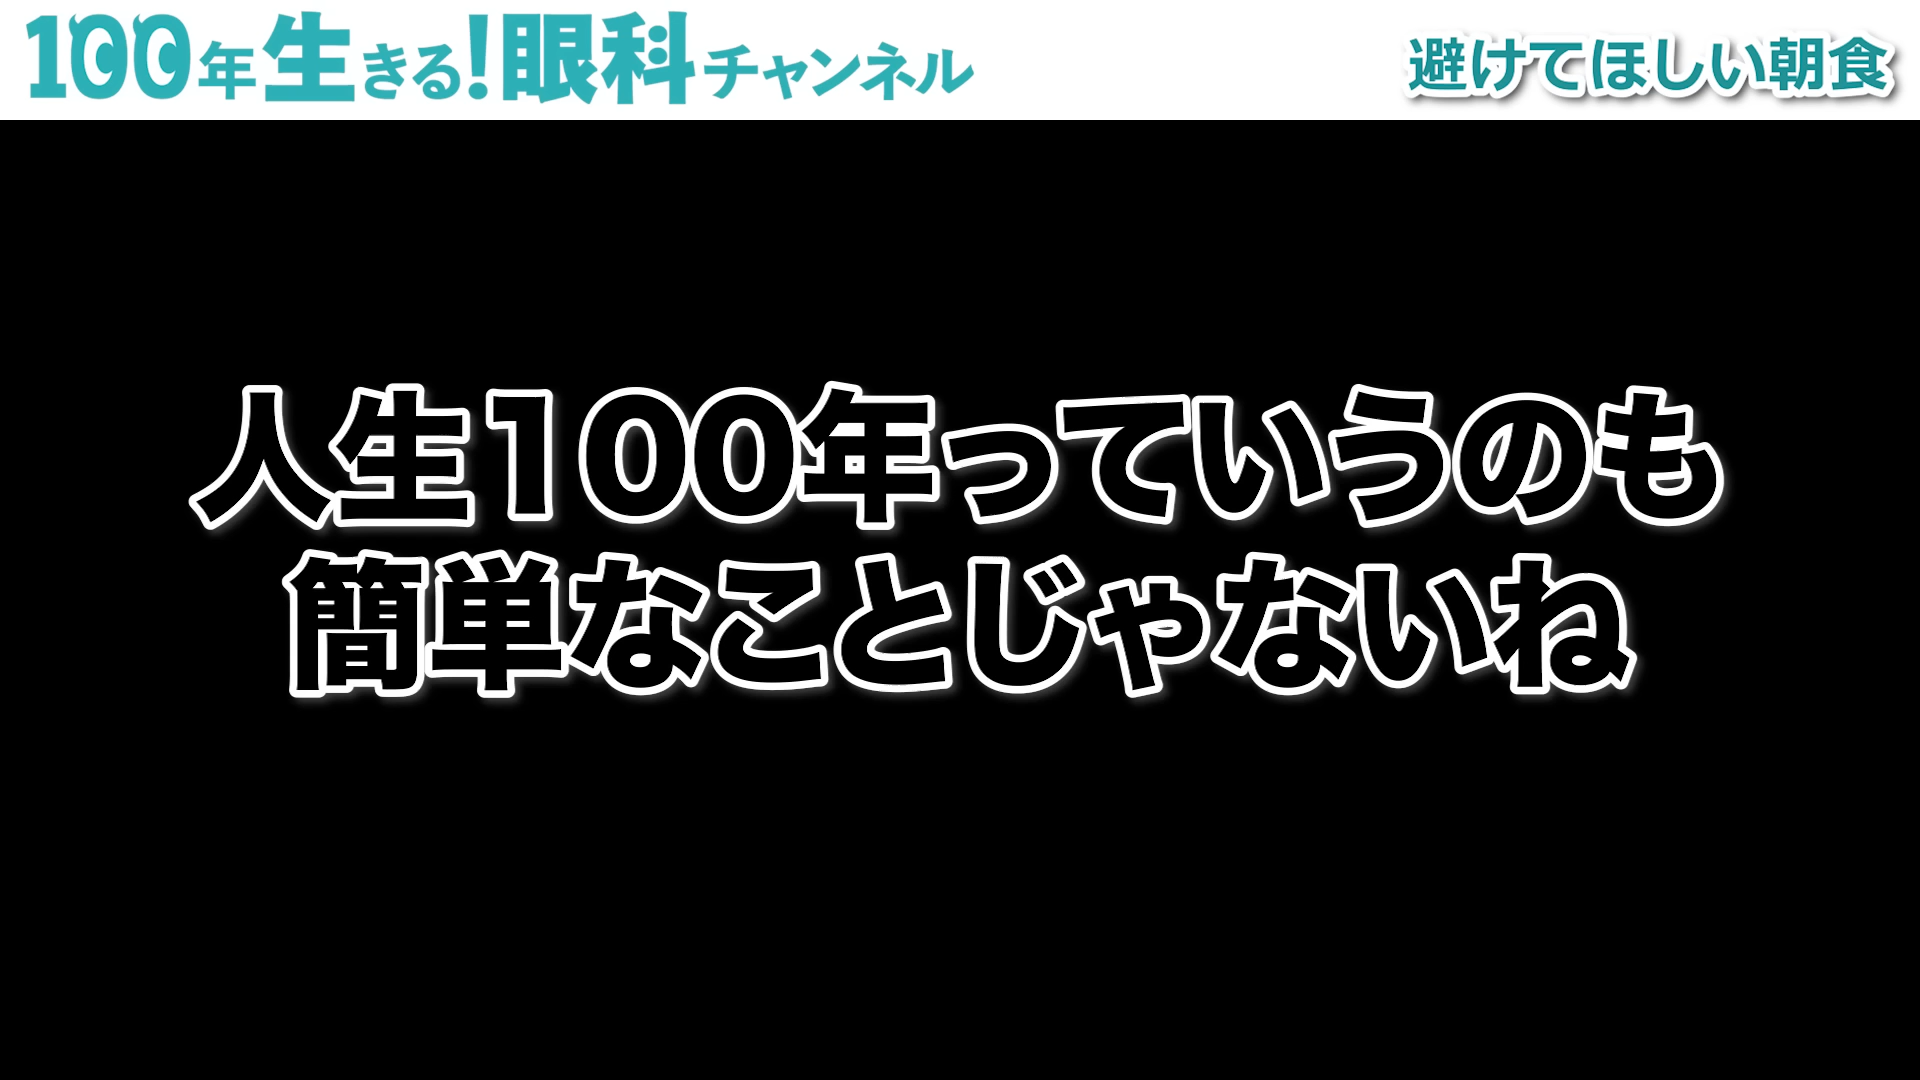 100年生きる!眼科チャンネル
避けてほしい朝食
人生100年っていうのも
簡単なことじゃないね